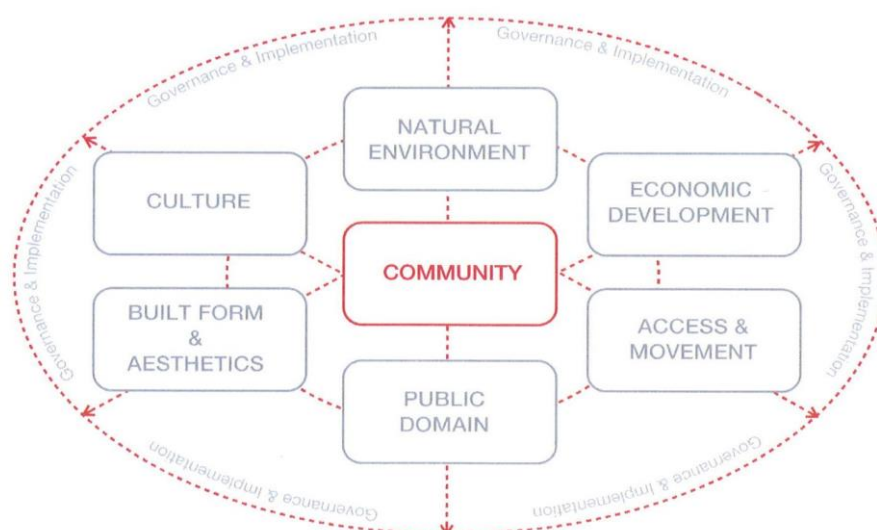 Governance & Implementation
Governance & Implementation
NATURAL
ENVIRONMENT
CULTURE
ECONOMIC
DEVELOPMENT
Governance & Implementation
Governance & Implementation
COMMUNITY
BUILT FORM
&
AESTHETICS
ACCESS &
MOVEMENT
PUBLIC
DOMAIN
Governance & Implementation
Governance & Implementation